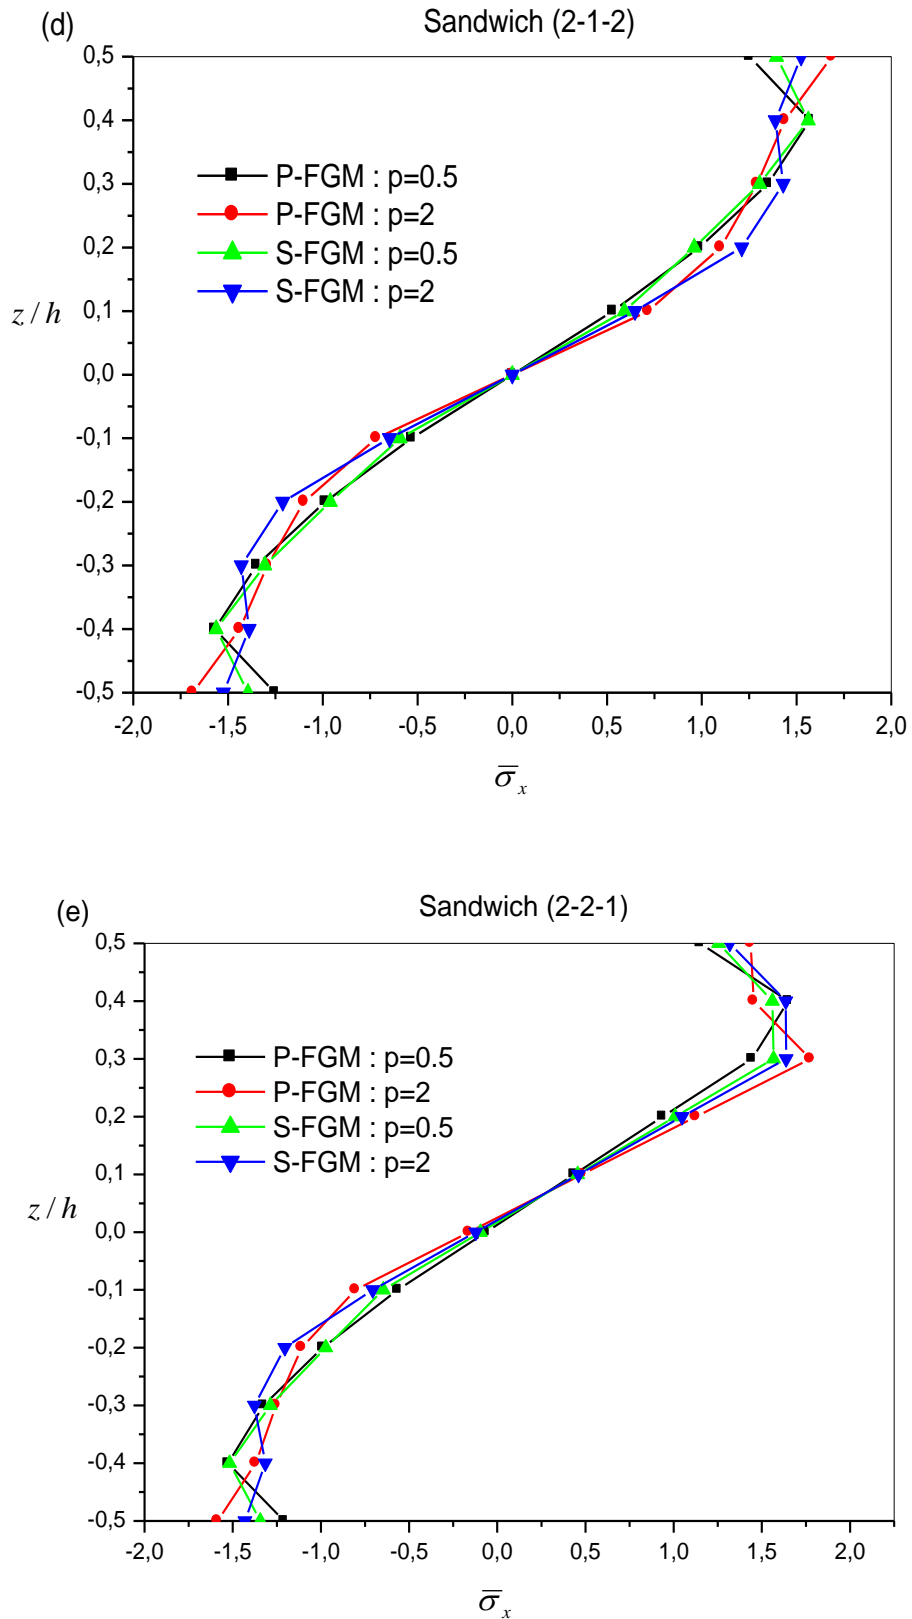 (d)
Sandwich (2-1-2)
0,5
0,4
0,3
0,2
0,1
0,0
-0,1
-0,2
-0,3
-0,4
-0,5
z / h
P-FGM : p=0.5
P-FGM : p=2
S-FGM : p=0.5
S-FGM : p=2
-2,0 -1,5 -1,0 -0,5 0,0 0,5 1,0 1,5 2,0
σ̅ₓ
(e)
Sandwich (2-2-1)
0,5
0,4
0,3
0,2
0,1
0,0
-0,1
-0,2
-0,3
-0,4
-0,5
z / h
P-FGM : p=0.5
P-FGM : p=2
S-FGM : p=0.5
S-FGM : p=2
-2,0 -1,5 -1,0 -0,5 0,0 0,5 1,0 1,5 2,0
σ̅ₓ